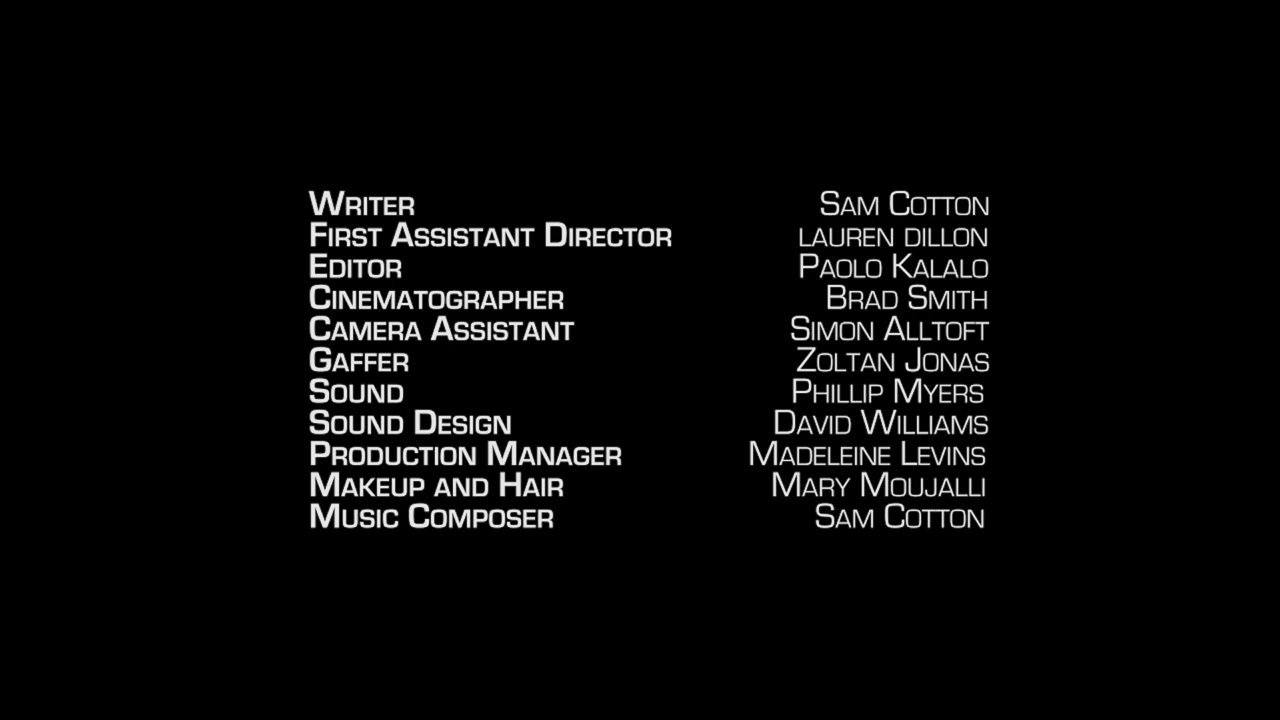 Writer Sam Cotton
First Assistant Director lauren dillon
Editor Paolo Kalalo
Cinematographer Brad Smith
Camera Assistant Simon Alltoft
Gaffer Zoltan Jonas
Sound Phillip Myers
Sound Design David Williams
Production Manager Madeleine Levins
Makeup and Hair Mary Moujalli
Music Composer Sam Cotton